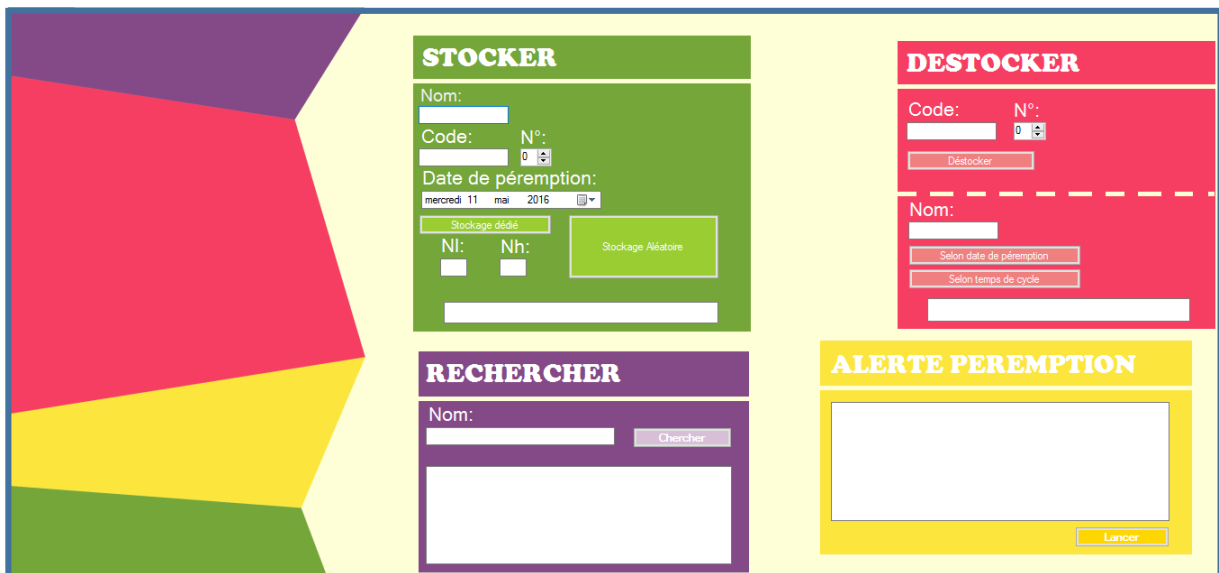 STOCKER
Nom:
Code: N°:
0
Date de péremption:
mercredi 11 mai 2016
Stockage dédié
Stockage Aléatoire
Nl: Nh:
DESTOCKER
Code: N°:
0
Déstocker
Nom:
Selon date de péremption
Selon temps de cycle
RECHERCHER
Nom:
Chercher
ALERTE PEREMPTION
Lancer